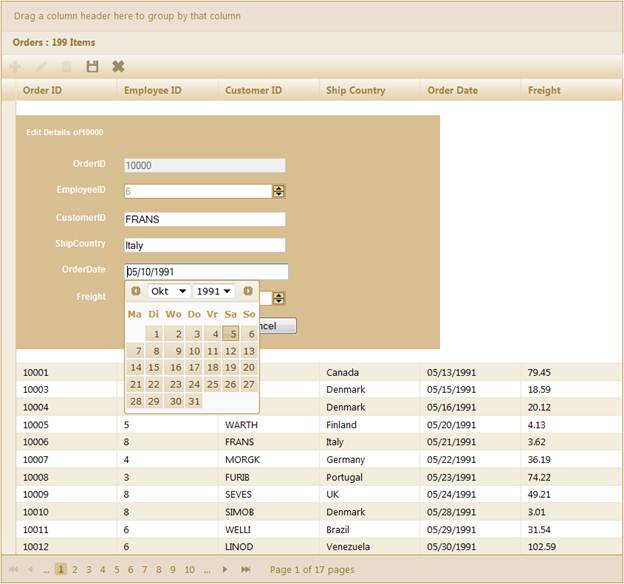 Drag a column header here to group by that column
Orders : 199 Items
Order ID Employee ID Customer ID Ship Country Order Date Freight
Edit Details of10000
OrderID 10000
EmployeeID 6
CustomerID FRANS
ShipCountry Italy
OrderDate 05/10/1991
Freight
Okt 1991
Ma Di Wo Do Vr Sa So
1 2 3 4 5 6
7 8 9 10 11 12 13
14 15 16 17 18 19 20
21 22 23 24 25 26 27
28 29 30 31
ncel
10001 Canada 05/13/1991 79.45
10003 Denmark 05/15/1991 18.59
10004 Denmark 05/16/1991 20.12
10005 5 WARTH Finland 05/20/1991 4.13
10006 8 FRANS Italy 05/21/1991 3.62
10007 4 MORGK Germany 05/22/1991 36.19
10008 3 FURIB Portugal 05/23/1991 74.22
10009 8 SEVES UK 05/24/1991 49.21
10010 8 SIMOB Denmark 05/28/1991 3.01
10011 6 WELLI Brazil 05/29/1991 31.54
10012 6 LINOD Venezuela 05/30/1991 102.59
... 1 2 3 4 5 6 7 8 9 10 ... Page 1 of 17 pages